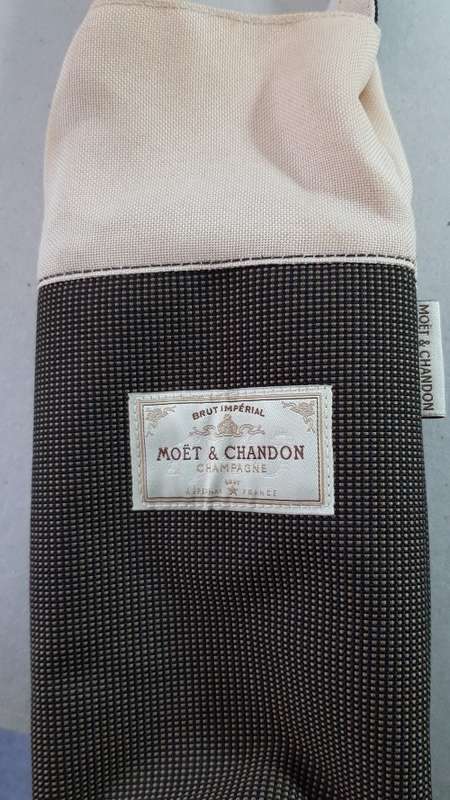 BRUT IMPÉRIAL
MOËT & CHANDON
CHAMPAGNE
FRANCE
MOËT & CHANDON